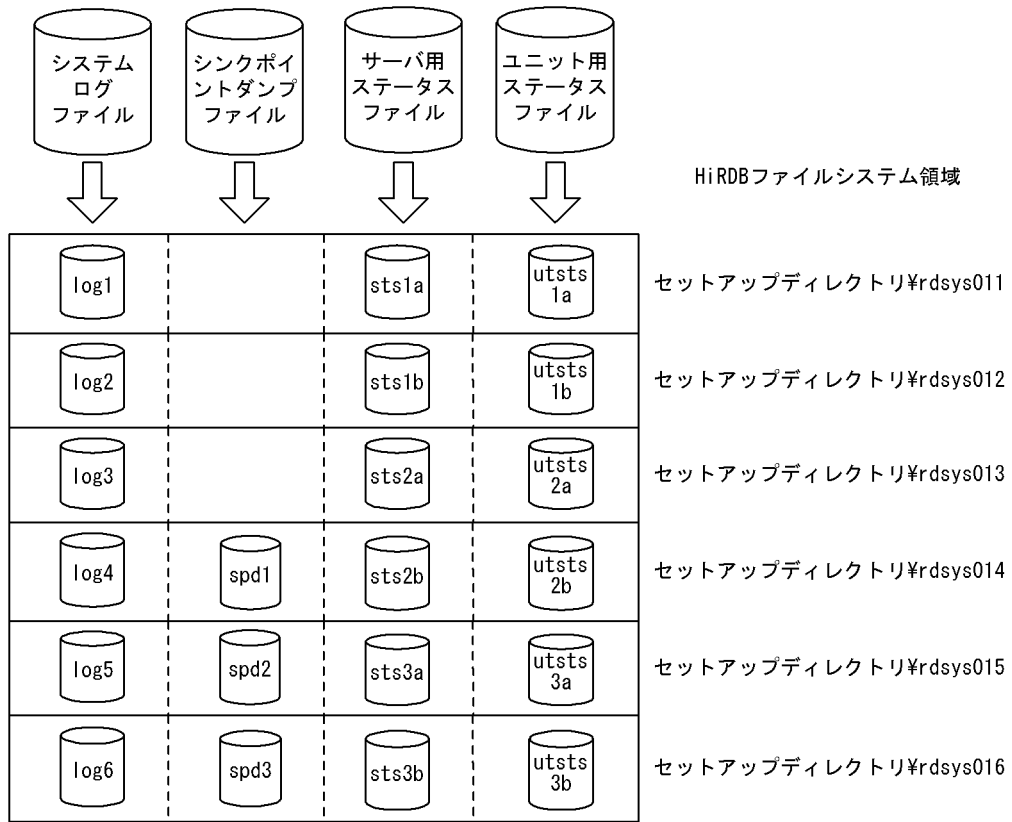 システム
ログ
ファイル
シンクポイ
ントダンプ
ファイル
サーバ用
ステータス
ファイル
ユニット用
ステータス
ファイル
HiRDBファイルシステム領域
log1
sts1a
utsts
1a
セットアップディレクトリ¥rdsys011
log2
sts1b
utsts
1b
セットアップディレクトリ¥rdsys012
log3
sts2a
utsts
2a
セットアップディレクトリ¥rdsys013
log4
spd1
sts2b
utsts
2b
セットアップディレクトリ¥rdsys014
log5
spd2
sts3a
utsts
3a
セットアップディレクトリ¥rdsys015
log6
spd3
sts3b
utsts
3b
セットアップディレクトリ¥rdsys016